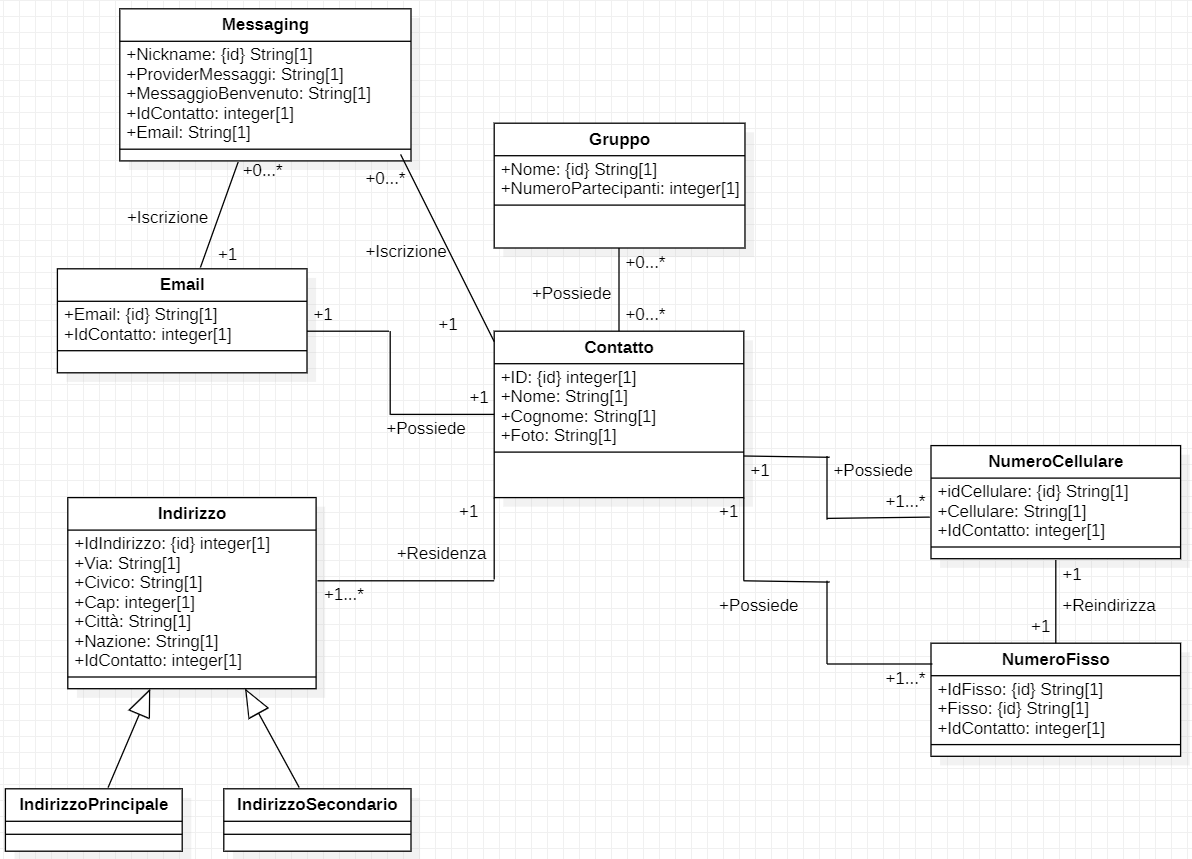 Messaging
+Nickname: {id} String[1]
+ProviderMessaggi: String[1]
+MessaggioBenvenuto: String[1]
+IdContatto: integer[1]
+Email: String[1]
+0...*
+0...*
+Iscrizione
+1
+Iscrizione
+1
Gruppo
+Nome: {id} String[1]
+NumeroPartecipanti: integer[1]
+0...*
+Possiede
+0...*
Email
+Email: {id} String[1]
+IdContatto: integer[1]
+1
+1
+Possiede
Contatto
+ID: {id} integer[1]
+Nome: String[1]
+Cognome: String[1]
+Foto: String[1]
+1
+Possiede
+1...*
NumeroCellulare
+idCellulare: {id} String[1]
+Cellulare: String[1]
+IdContatto: integer[1]
+1
+Residenza
+1...*
+1
+Possiede
+1...*
+1
+Reindirizza
+1
Indirizzo
+IdIndirizzo: {id} integer[1]
+Via: String[1]
+Civico: String[1]
+Cap: integer[1]
+Città: String[1]
+Nazione: String[1]
+IdContatto: integer[1]
NumeroFisso
+IdFisso: {id} String[1]
+Fisso: {id} String[1]
+IdContatto: integer[1]
IndirizzoPrincipale
IndirizzoSecondario